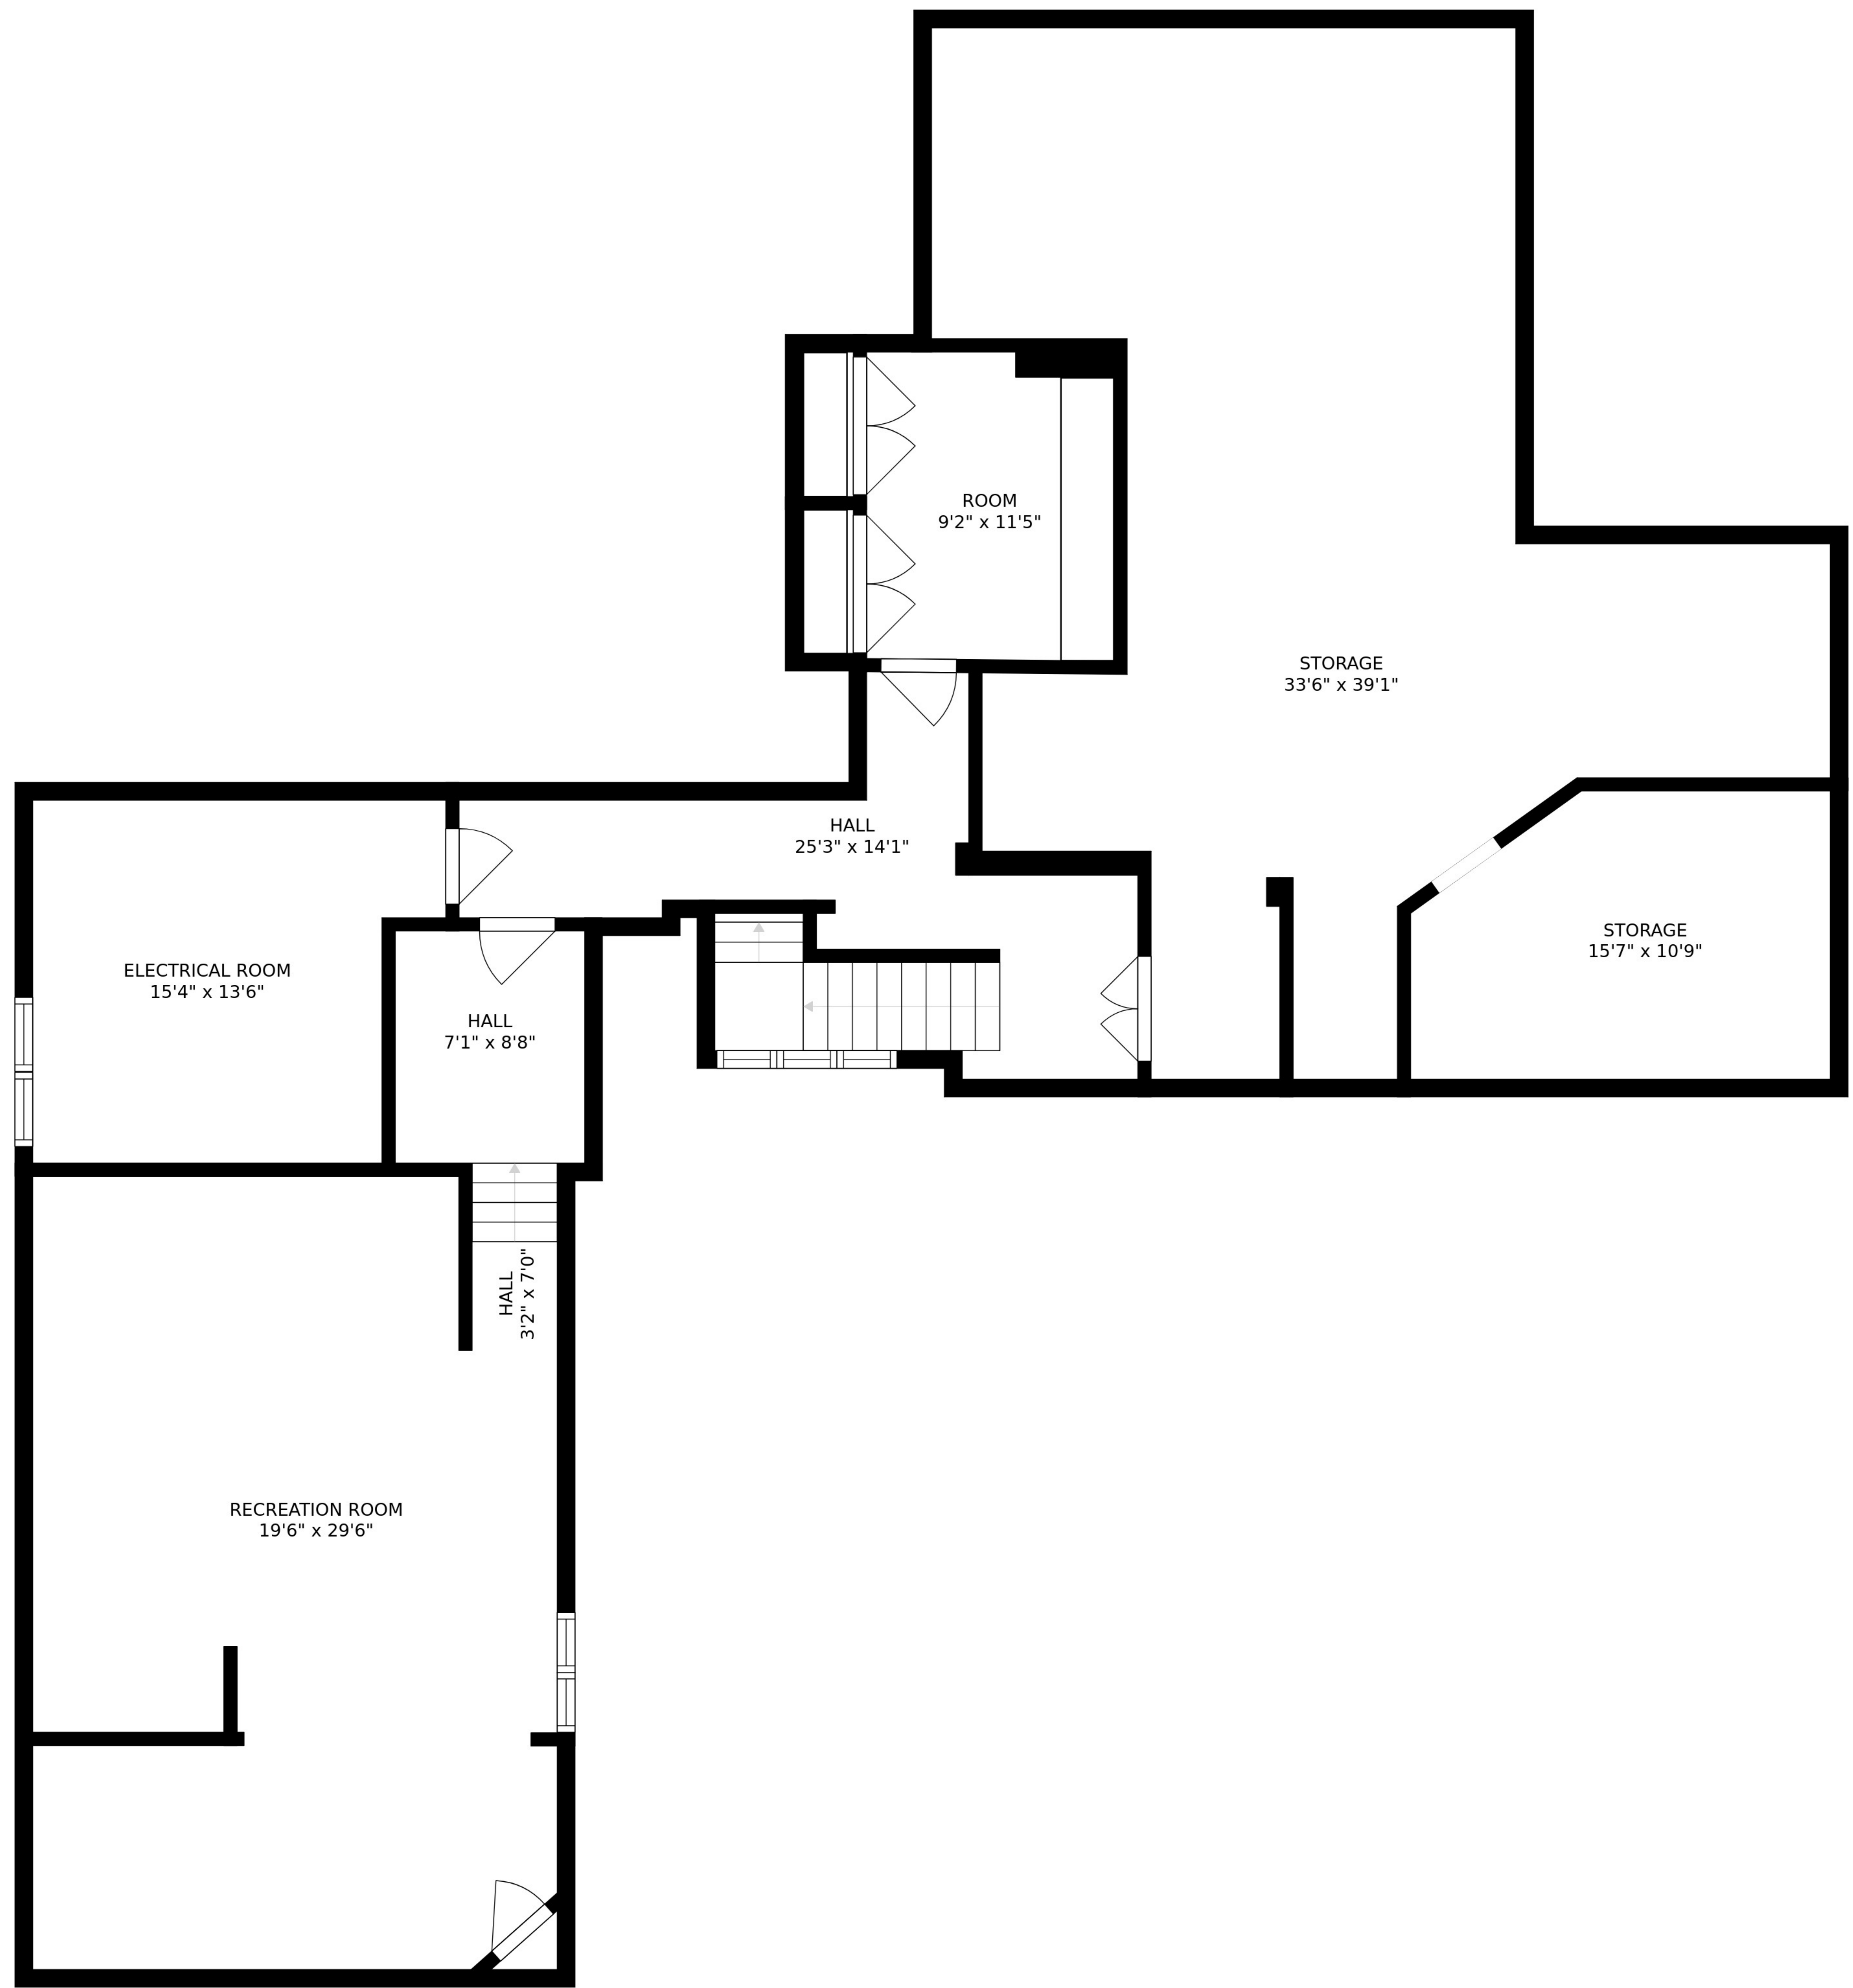 ROOM
9'2" x 11'5"
STORAGE
33'6" x 39'1"
HALL
25'3" x 14'1"
STORAGE
15'7" x 10'9"
ELECTRICAL ROOM
15'4" x 13'6"
HALL
7'1" x 8'8"
HALL
3'2" x 7'0"
RECREATION ROOM
19'6" x 29'6"